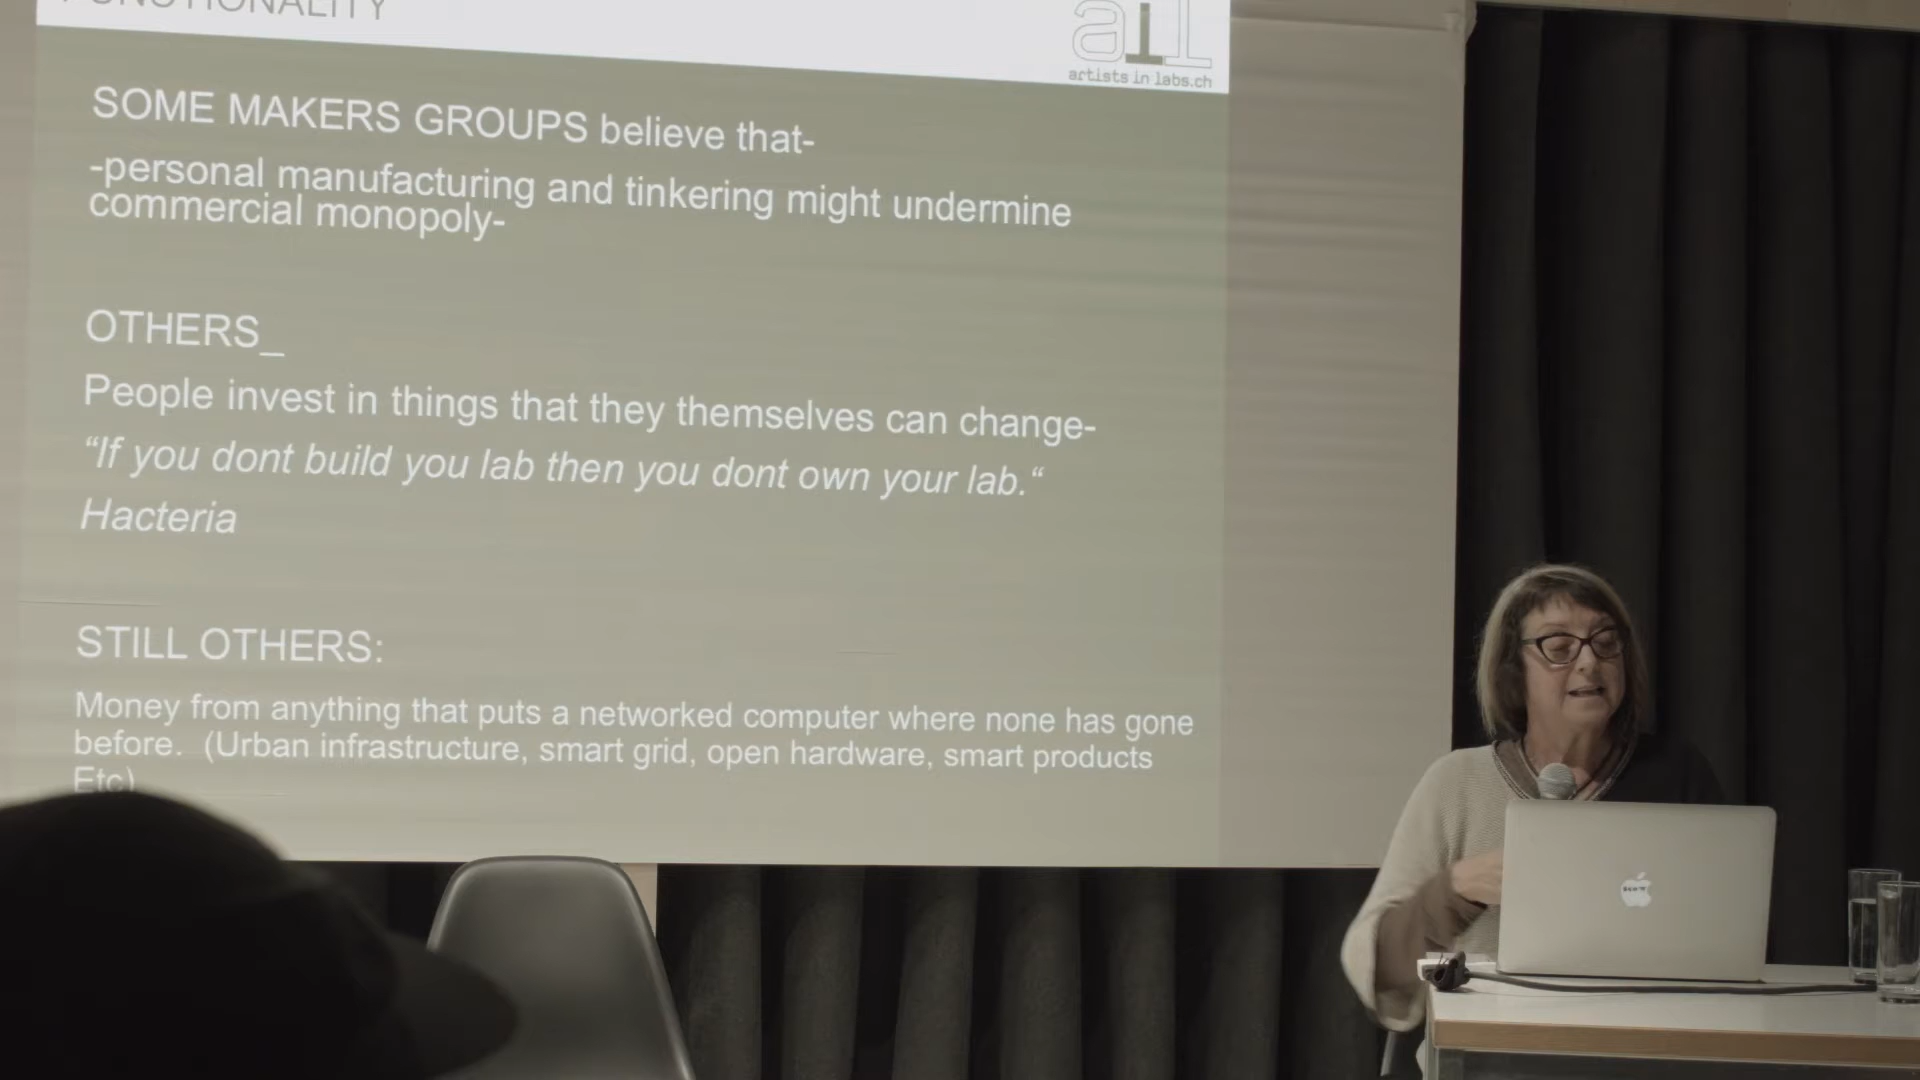 FUNCTIONALITY
ail
artists in labs.ch
SOME MAKERS GROUPS believe that-
-personal manufacturing and tinkering might undermine
commercial monopoly-
OTHERS_
People invest in things that they themselves can change-
“If you dont build you lab then you dont own your lab.“
Hacteria
STILL OTHERS:
Money from anything that puts a networked computer where none has gone
before. (Urban infrastructure, smart grid, open hardware, smart products
Etc)